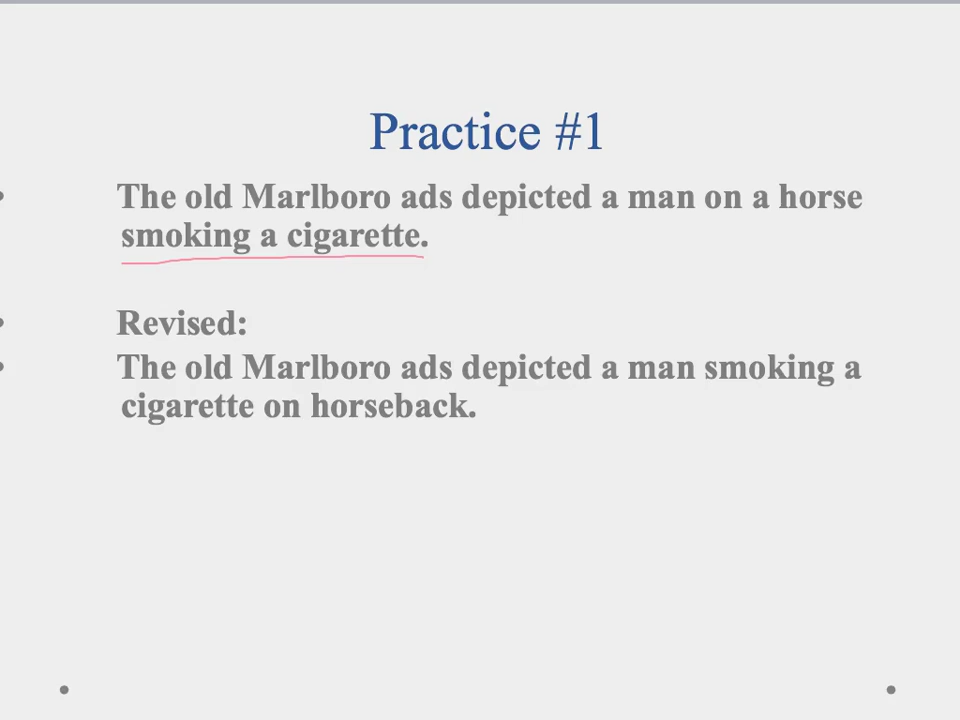 Practice #1
• The old Marlboro ads depicted a man on a horse
smoking a cigarette.
• Revised:
• The old Marlboro ads depicted a man smoking a
cigarette on horseback.